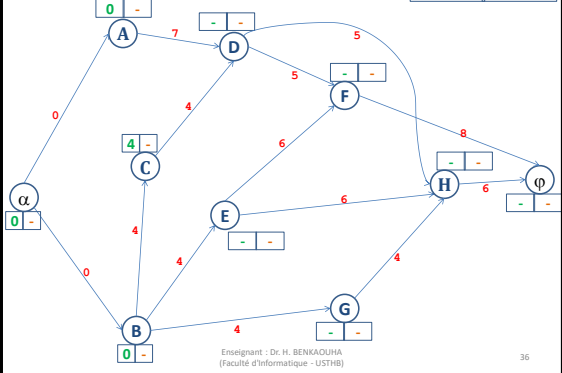 0 -
A
7
- -
D
5
5
- -
F
0
4
4 -
C
6
8
- -
H
6
φ
- -
α
0 -
E
6
- -
4
4
4
0
B
0 -
4
G
- -
Enseignant : Dr. H. BENKAOUHA
(Faculté d'Informatique - USTHB)
36